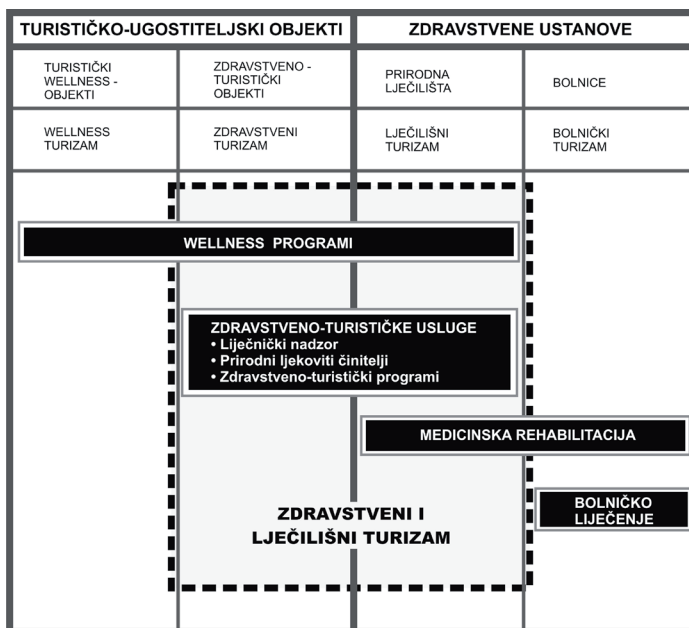 TURISTIČKO-UGOSTITELJSKI OBJEKTI
ZDRAVSTVENE USTANOVE
TURISTIČKI
WELLNESS -
OBJEKTI
ZDRAVSTVENO -
TURISTIČKI
OBJEKTI
PRIRODNA
LJEČILIŠTA
BOLNICE
WELLNESS
TURIZAM
ZDRAVSTVENI
TURIZAM
LJEČILIŠNI
TURIZAM
BOLNIČKI
TURIZAM
WELLNESS PROGRAMI
ZDRAVSTVENO-TURISTIČKE USLUGE
• Liječnički nadzor
• Prirodni ljekoviti činitelji
• Zdravstveno-turistički programi
MEDICINSKA REHABILITACIJA
BOLNIČKO
LIJEČENJE
ZDRAVSTVENI I
LJEČILIŠNI TURIZAM